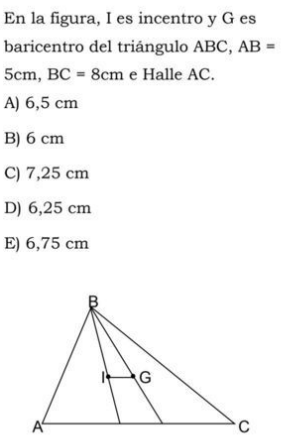 En la figura, I es incentro y G es
baricentro del triángulo ABC, AB =
5cm, BC = 8cm e Halle AC.
A) 6,5 cm
B) 6 cm
C) 7,25 cm
D) 6,25 cm
E) 6,75 cm
B
I G
A C